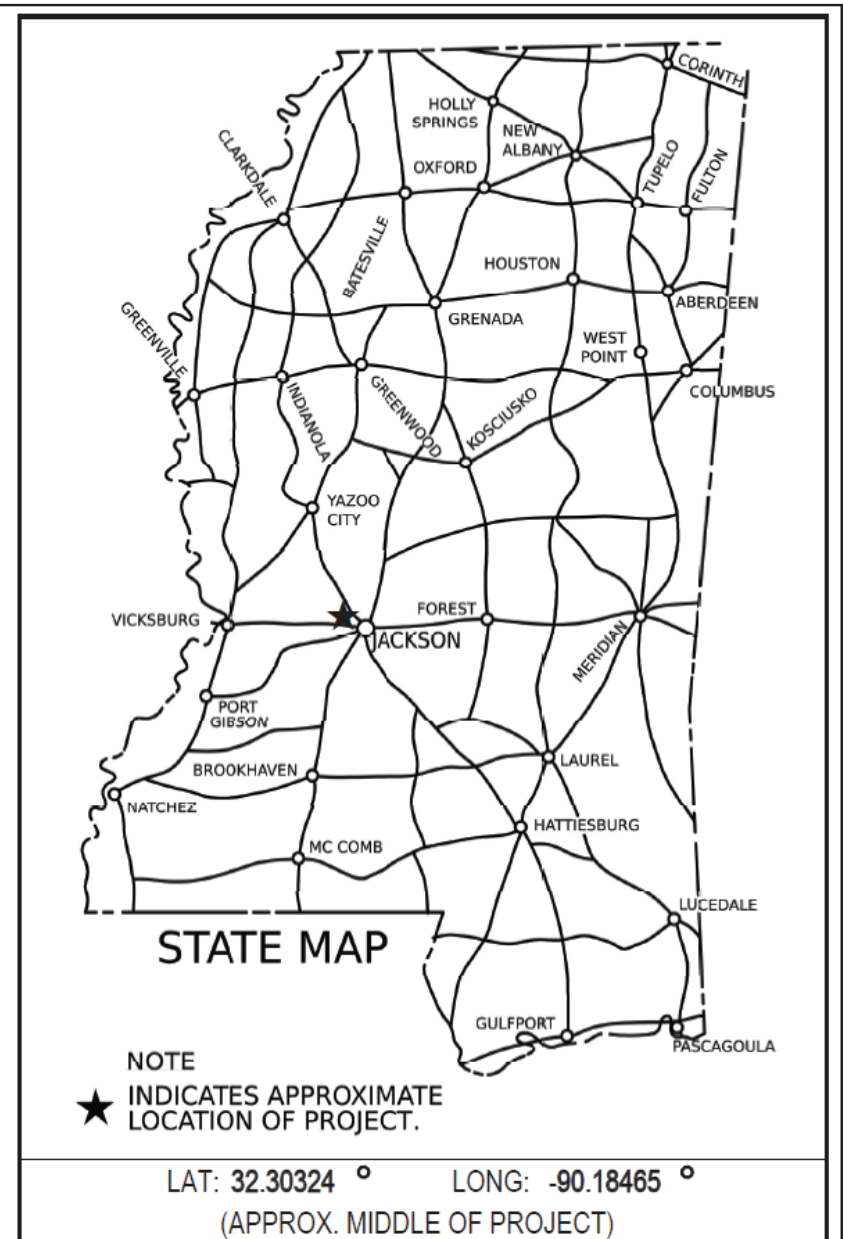 CORINTH
HOLLY
SPRINGS
NEW
ALBANY
CLARKDALE
OXFORD
TUPELO
FULTON
BATESVILLE
HOUSTON
ABERDEEN
GREENVILLE
GRENADA
WEST
POINT
COLUMBUS
INDIANOLA
GREENWOOD
KOSCIUSKO
YAZOO
CITY
VICKSBURG
FOREST
JACKSON
MERIDIAN
PORT
GIBSON
BROOKHAVEN
LAUREL
NATCHEZ
HATTIESBURG
MC COMB
LUCEDALE
STATE MAP
GULFPORT
PASCAGOULA
NOTE
INDICATES APPROXIMATE
LOCATION OF PROJECT.
LAT: 32.30324 ° LONG: -90.18465 °
(APPROX. MIDDLE OF PROJECT)